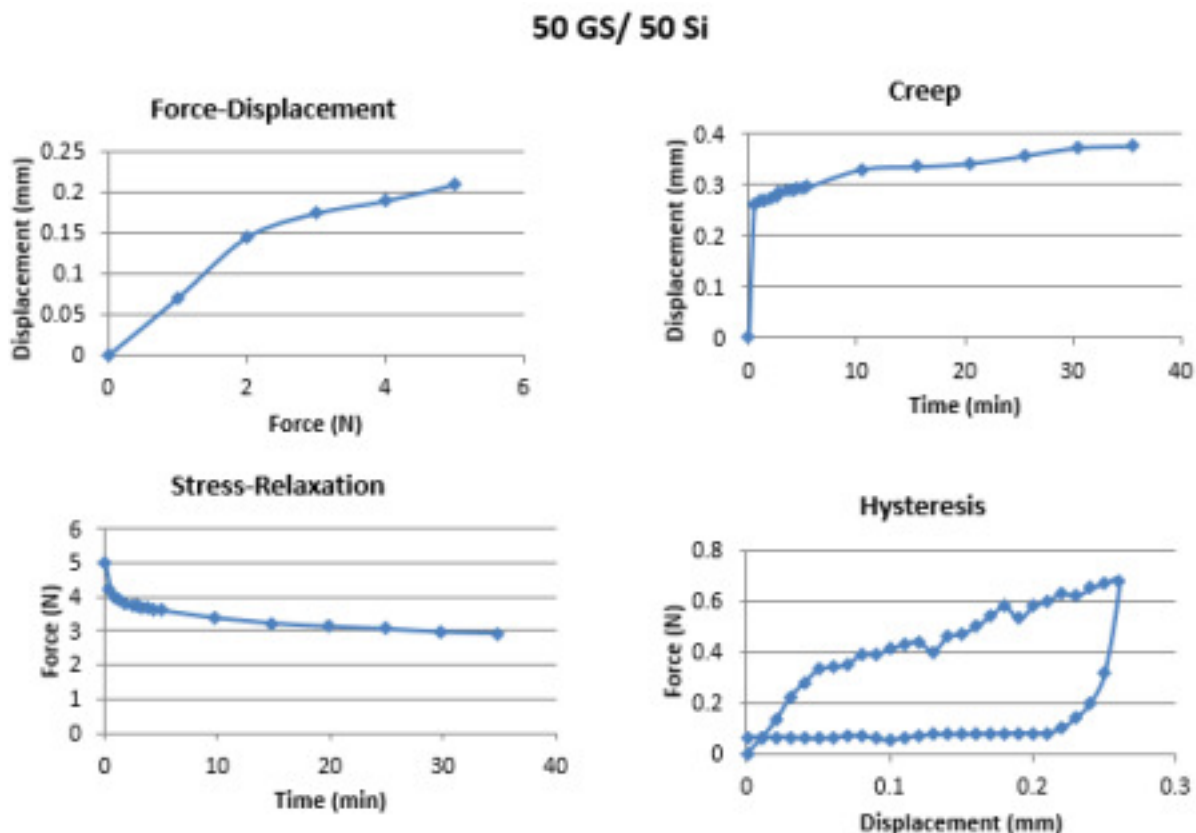 50 GS/ 50 Si
Force-Displacement
Displacement (mm)
0.25
0.2
0.15
0.1
0.05
0
0 2 4 6
Force (N)
Creep
Displacement (mm)
0.4
0.3
0.2
0.1
0
0 10 20 30 40
Time (min)
Stress-Relaxation
Force (N)
6
5
4
3
2
1
0
0 10 20 30 40
Time (min)
Hysteresis
Force (N)
0.8
0.6
0.4
0.2
0
0 0.1 0.2 0.3
Displacement (mm)